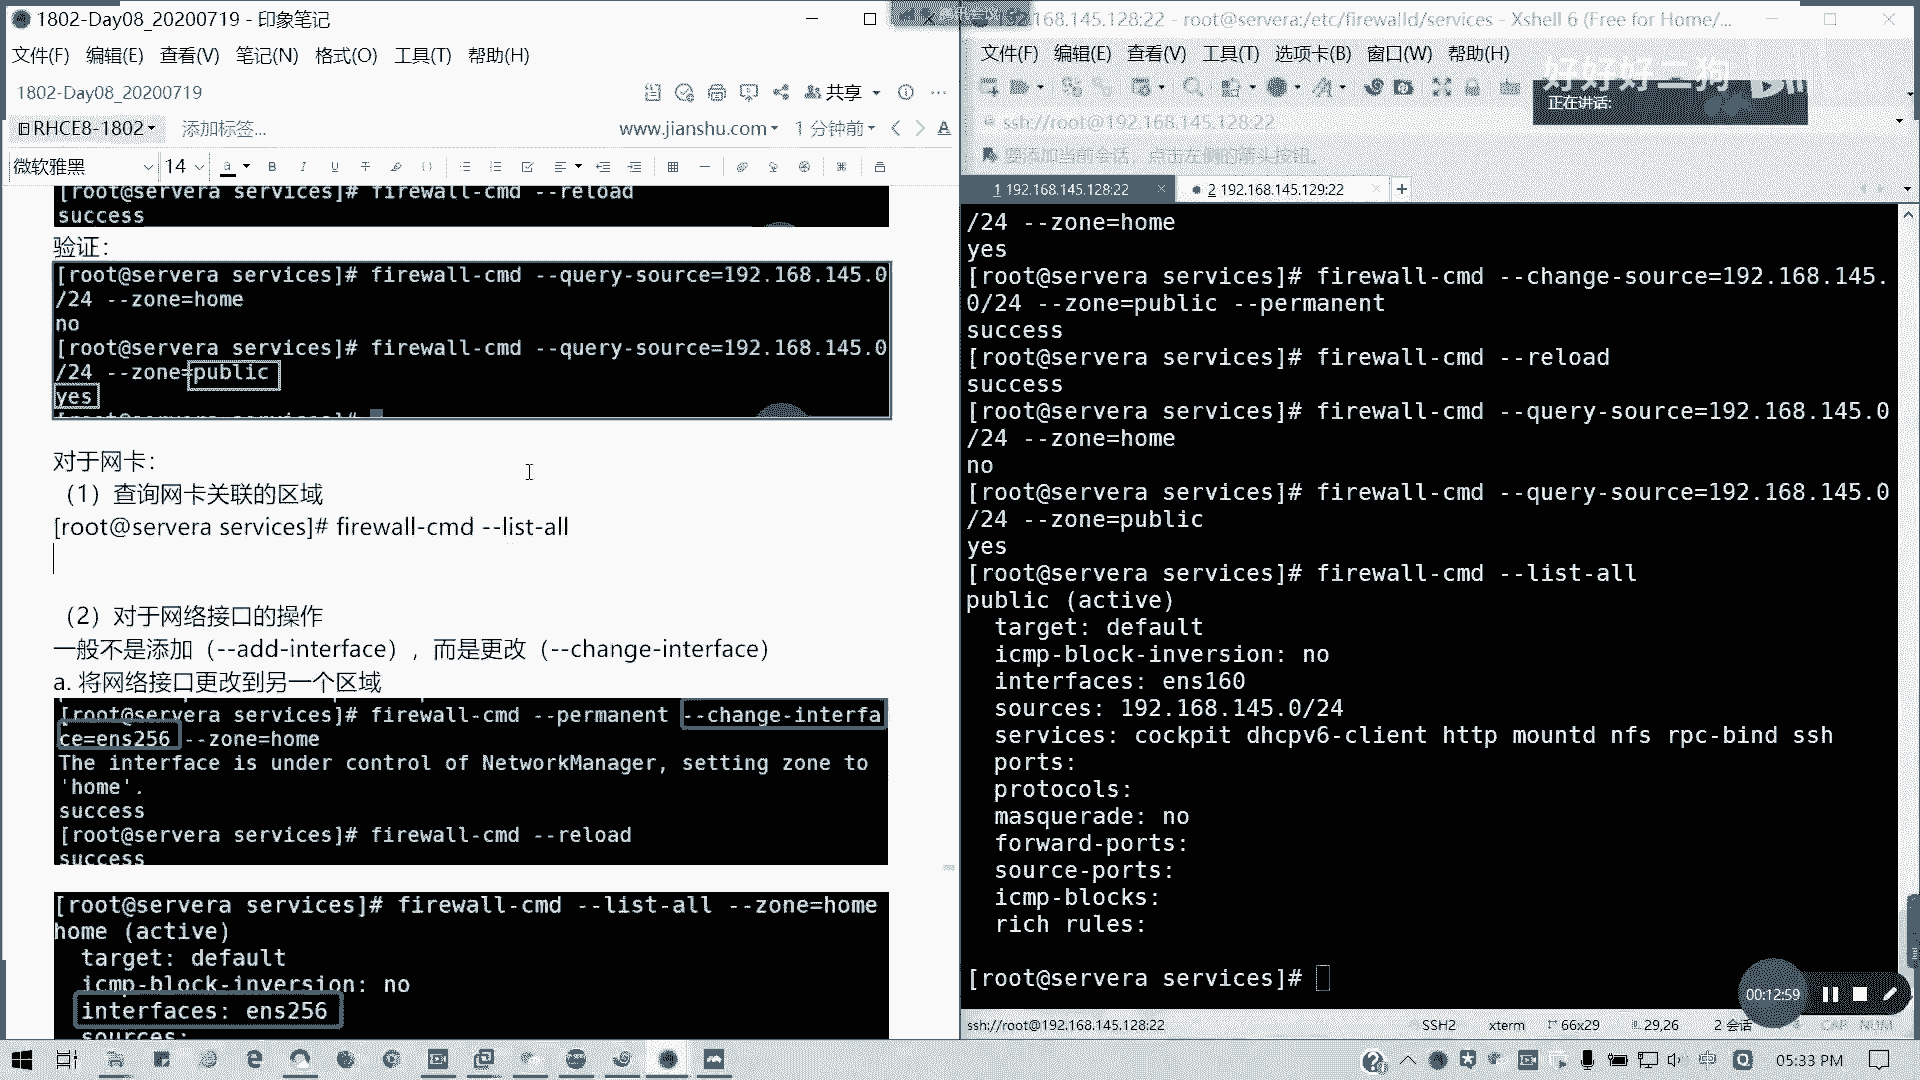 1802-Day08_20200719 - 印象笔记
文件(F) 编辑(E) 查看(V) 笔记(N) 格式(O) 工具(T) 帮助(H)
1802-Day08_20200719
共享
RHCE8-1802 添加标签... www.jianshu.com 1 分钟前
微软雅黑 14
[root@servera services]# firewall-cmd --reload
success
验证：
[root@servera services]# firewall-cmd --query-source=192.168.145.0
/24 --zone=home
no
[root@servera services]# firewall-cmd --query-source=192.168.145.0
/24 --zone=public
yes
对于网卡：
（1）查询网卡关联的区域
[root@servera services]# firewall-cmd --list-all
（2）对于网络接口的操作
一般不是添加（--add-interface），而是更改（--change-interface）
a. 将网络接口更改到另一个区域
[root@servera services]# firewall-cmd --permanent --change-interfa
ce=ens256 --zone=home
The interface is under control of NetworkManager, setting zone to
'home'.
success
[root@servera services]# firewall-cmd --reload
success
[root@servera services]# firewall-cmd --list-all --zone=home
home (active)
target: default
icmp-block-inversion: no
interfaces: ens256
sources:
168.145.128:22 - root@servera:/etc/firewalld/services - Xshell 6 (Free for Home/...
文件(F) 编辑(E) 查看(V) 工具(T) 选项卡(B) 窗口(W) 帮助(H)
好好好二狗
正在讲话:
ssh://root@192.168.145.128:22
要添加当前会话，点击左侧的箭头按钮。
1 192.168.145.128:22 2 192.168.145.129:22
/24 --zone=home
yes
[root@servera services]# firewall-cmd --change-source=192.168.145.
0/24 --zone=public --permanent
success
[root@servera services]# firewall-cmd --reload
success
[root@servera services]# firewall-cmd --query-source=192.168.145.0
/24 --zone=home
no
[root@servera services]# firewall-cmd --query-source=192.168.145.0
/24 --zone=public
yes
[root@servera services]# firewall-cmd --list-all
public (active)
target: default
icmp-block-inversion: no
interfaces: ens160
sources: 192.168.145.0/24
services: cockpit dhcpv6-client http mountd nfs rpc-bind ssh
ports:
protocols:
masquerade: no
forward-ports:
source-ports:
icmp-blocks:
rich rules:
[root@servera services]#
00:12:59
ssh://root@192.168.145.128:22 SSH2 xterm 66x29 29,26 2 会话 CAP NUM
05:33 PM